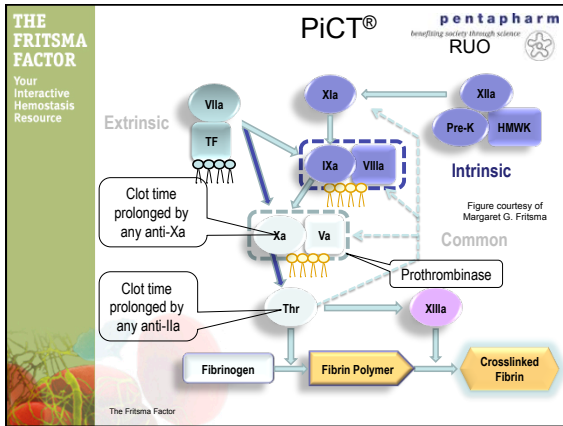 THE
FRITSMA
FACTOR
Your
Interactive
Hemostasis
Resource
PiCT®
pentapharm
benefiting society through science
RUO
Extrinsic
VIIa
TF
XIa
XIIa
Pre-K
HMWK
IXa
VIIIa
Intrinsic
Figure courtesy of
Margaret G. Fritsma
Clot time
prolonged by
any anti-Xa
Xa
Va
Common
Prothrombinase
Clot time
prolonged by
any anti-IIa
Thr
XIIIa
Fibrinogen
Fibrin Polymer
Crosslinked
Fibrin
The Fritsma Factor